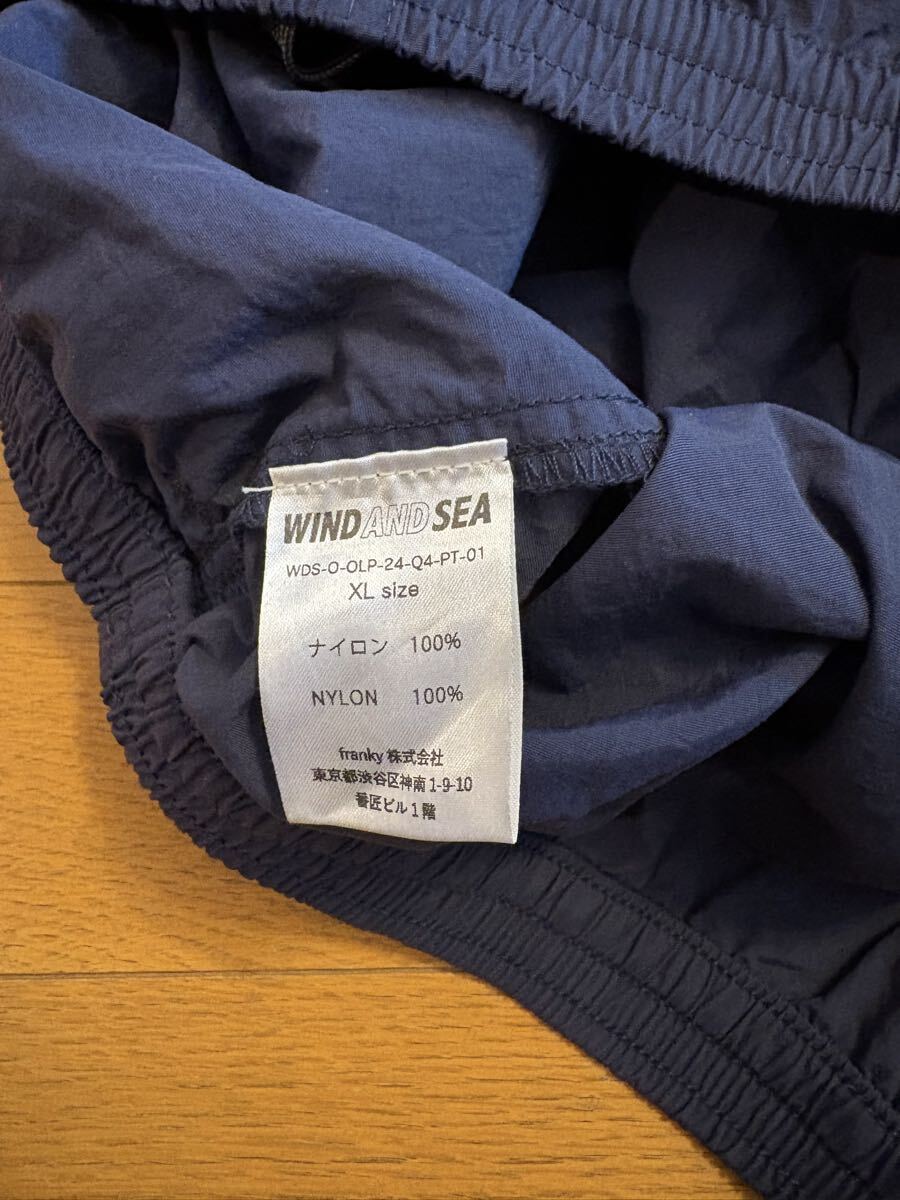 WIND AND SEA
WDS-O-OLP-24-Q4-PT-01
XL size
ナイロン 100%
NYLON 100%
franky 株式会社
東京都渋谷区神南1-9-10
番匠ビル1階